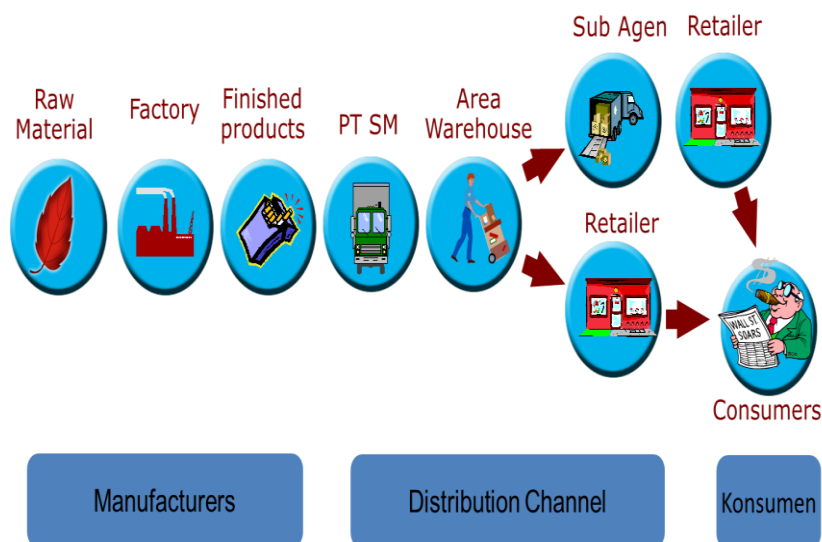 Raw
Material
Factory
Finished
products
PT SM
Area
Warehouse
Sub Agen
Retailer
Retailer
WALL ST.
SOARS
Consumers
Manufacturers
Distribution Channel
Konsumen